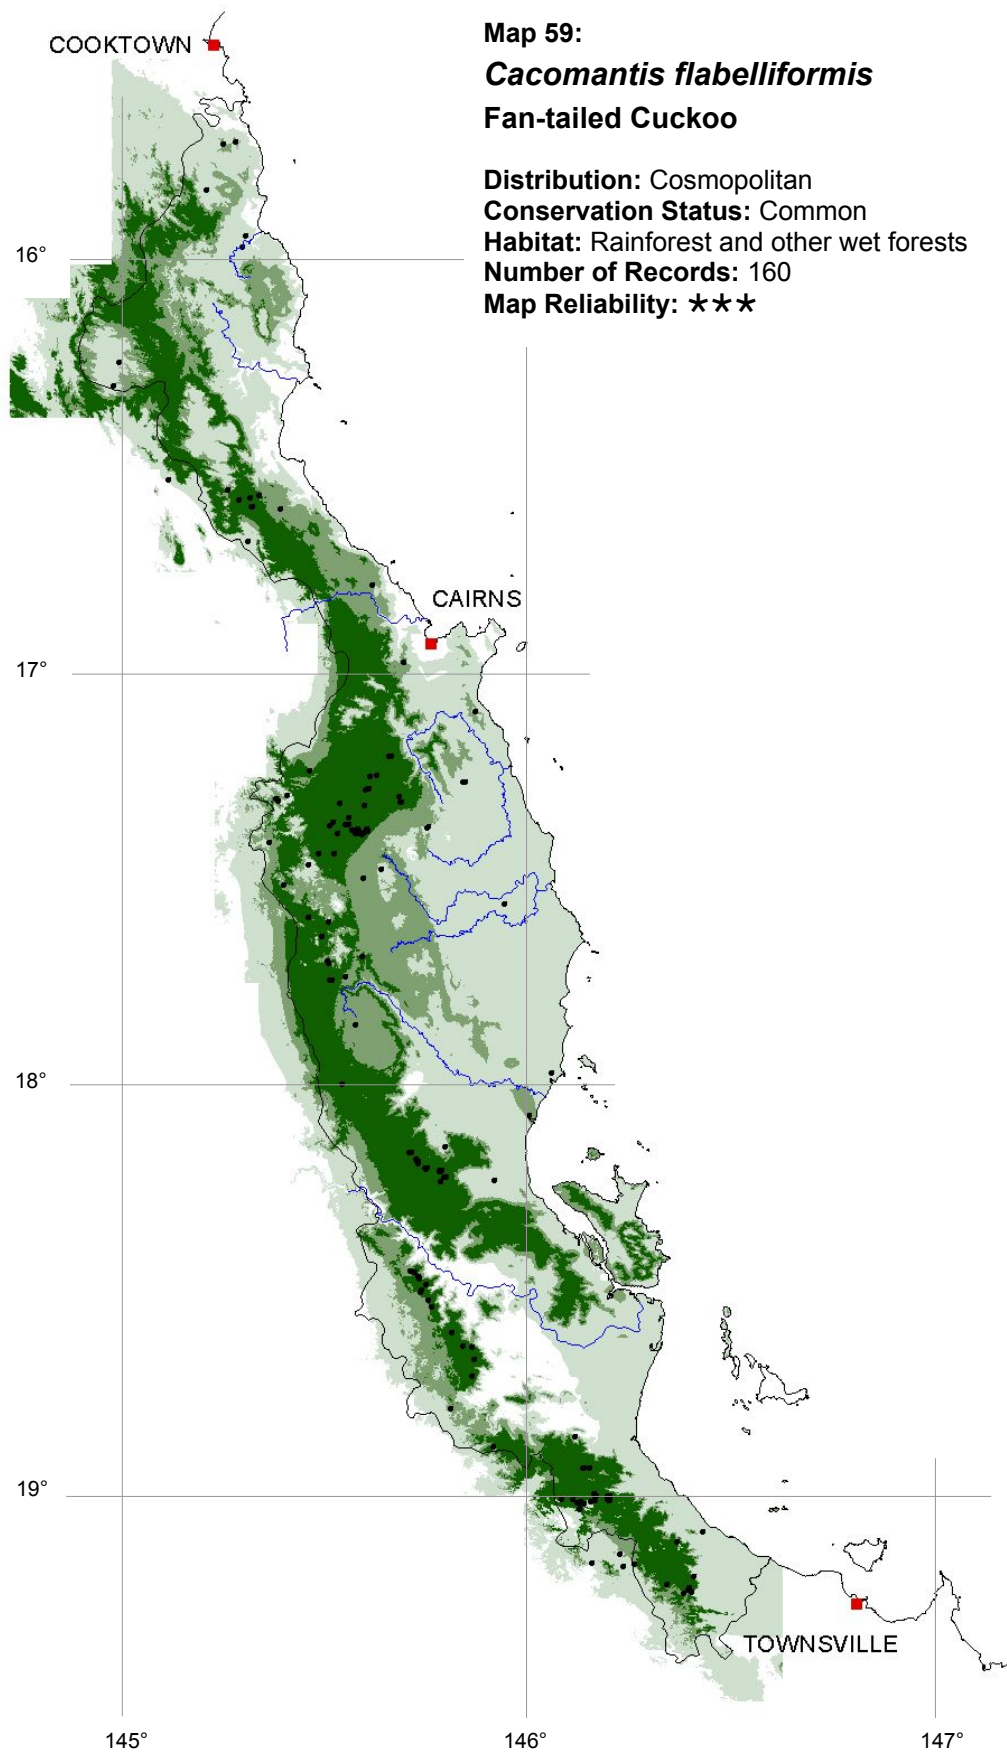 Map 59:
Cacomantis flabelliformis
Fan-tailed Cuckoo
Distribution: Cosmopolitan
Conservation Status: Common
Habitat: Rainforest and other wet forests
Number of Records: 160
Map Reliability: ***
COOKTOWN
16°
CAIRNS
17°
18°
19°
TOWNSVILLE
145°
146°
147°